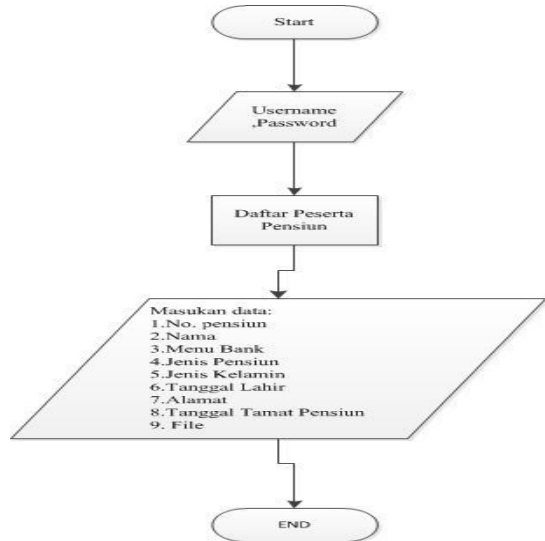 Start
Username
,Password
Daftar Peserta
Pensiun
Masukan data:
1.No. pensiun
2.Nama
3.Menu Bank
4.Jenis Pensiun
5.Jenis Kelamin
6.Tanggal Lahir
7.Alamat
8.Tanggal Tamat Pensiun
9. File
END